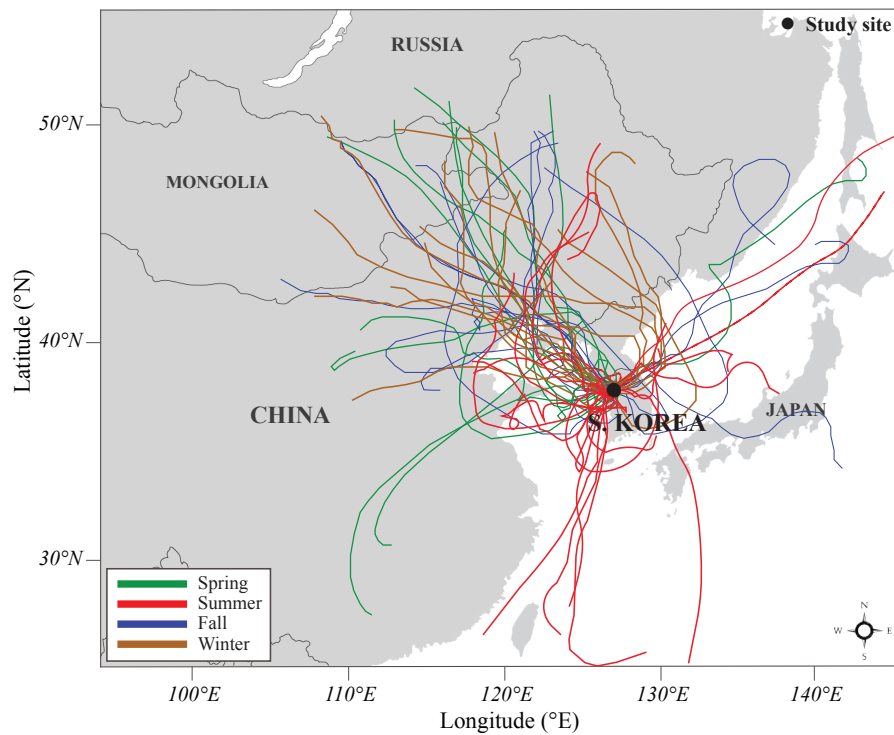 Study site
RUSSIA
50°N
MONGOLIA
Latitude (°N)
40°N
CHINA
S. KOREA
JAPAN
30°N
Spring
Summer
Fall
Winter
N
W E
S
100°E 110°E 120°E 130°E 140°E
Longitude (°E)